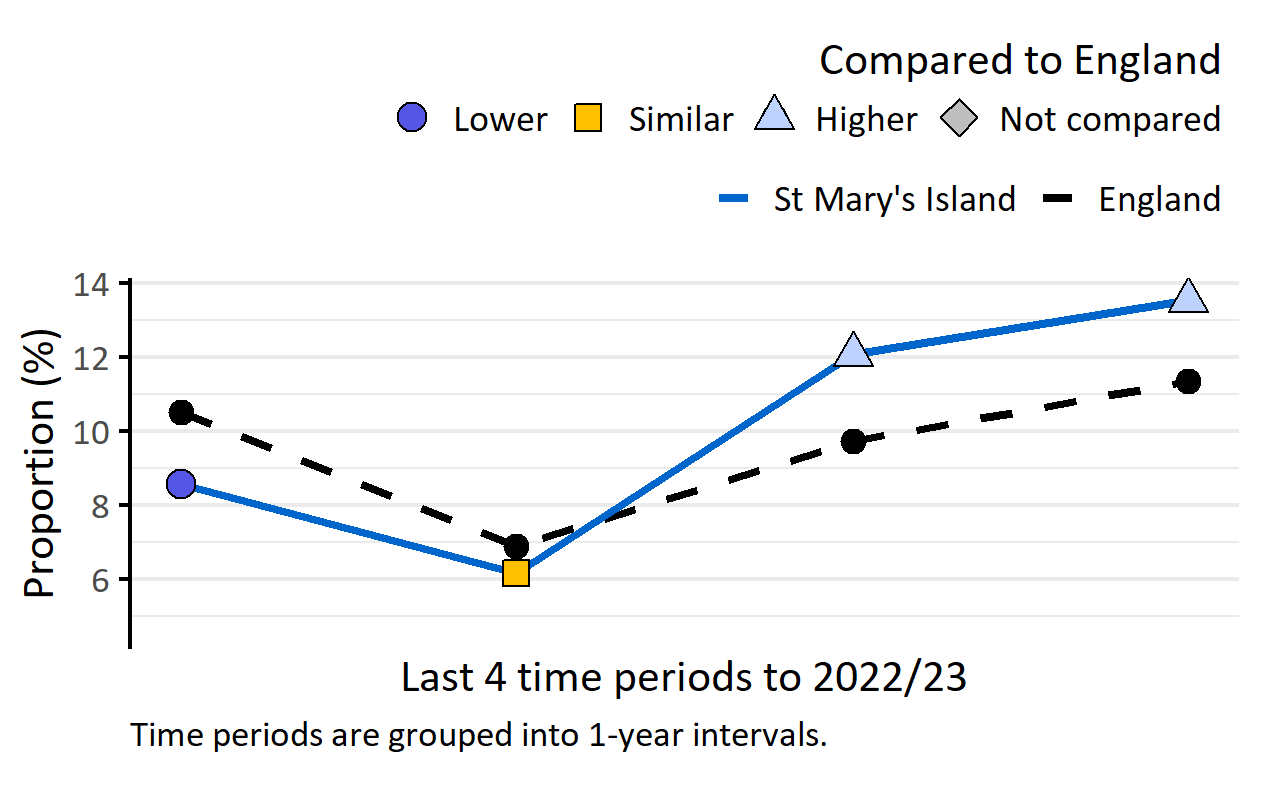 Compared to England
Lower Similar Higher Not compared
St Mary's Island England
14
12
10
8
6
Proportion (%)
Last 4 time periods to 2022/23
Time periods are grouped into 1-year intervals.